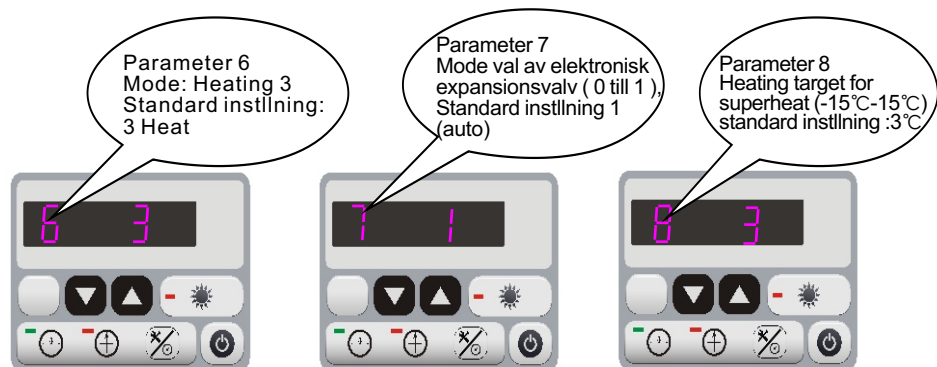 Parameter 6
Mode: Heating 3
Standard instllning:
3 Heat
Parameter 7
Mode val av elektronisk
expansionsvalv ( 0 till 1 ),
Standard instllning 1
(auto)
Parameter 8
Heating target for
superheat (-15℃-15℃)
standard instllning :3℃
6 3
7 1
8 3